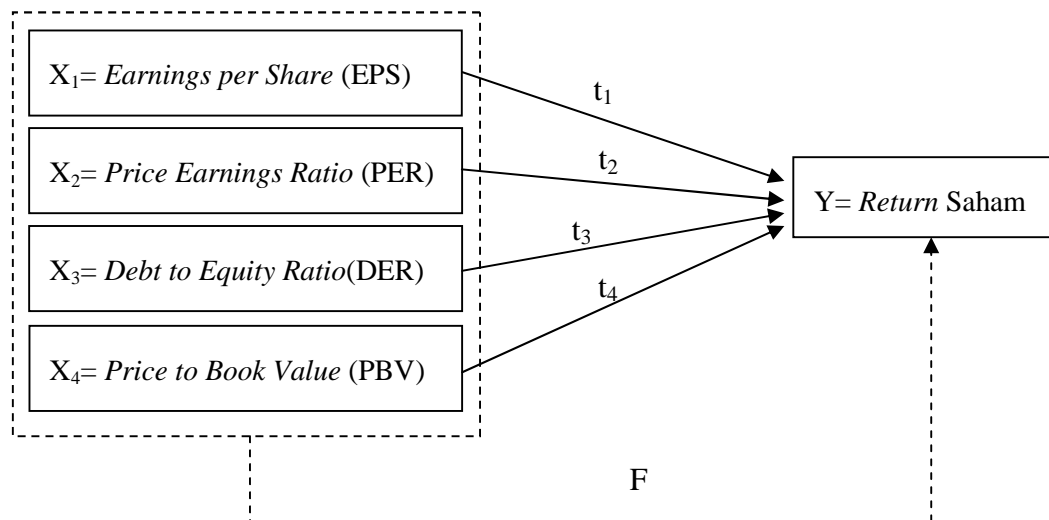 X₁= Earnings per Share (EPS)
t₁
X₂= Price Earnings Ratio (PER)
t₂
Y= Return Saham
X₃= Debt to Equity Ratio(DER)
t₃
t₄
X₄= Price to Book Value (PBV)
F